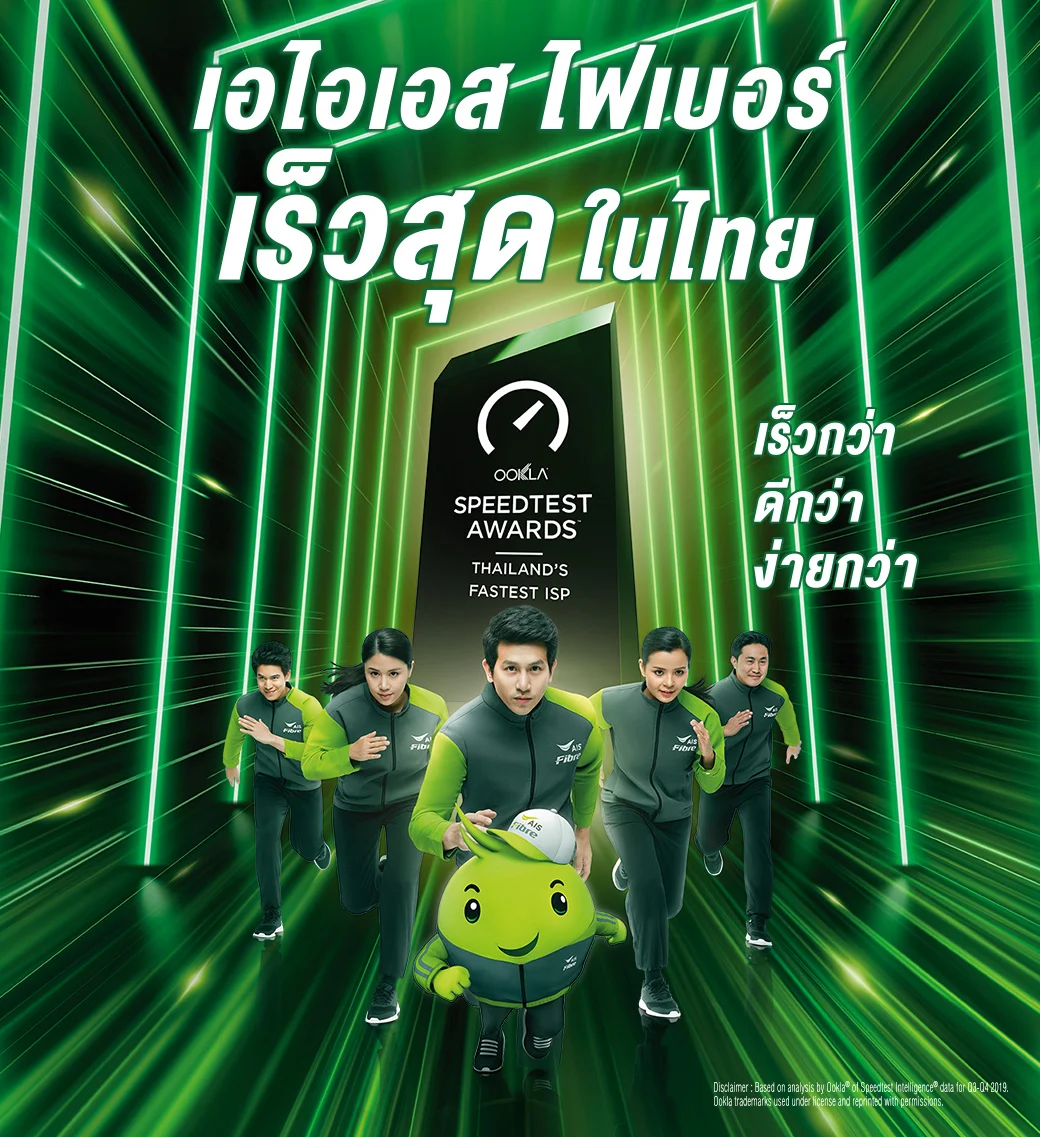 เอไอเอส ไฟเบอร์
เร็วสุด ในไทย
OOKLA
SPEEDTEST
AWARDS™
THAILAND'S
FASTEST ISP
เร็วกว่า
ดีกว่า
ง่ายกว่า
AIS
Fibre
AIS
Fibre
AIS
Fibre
AIS
Fibre
AIS
Fibre
Disclaimer : Based on analysis by Ookla® of Speedtest Intelligence® data for Q3-Q4 2019.
Ookla trademarks used under license and reprinted with permissions.